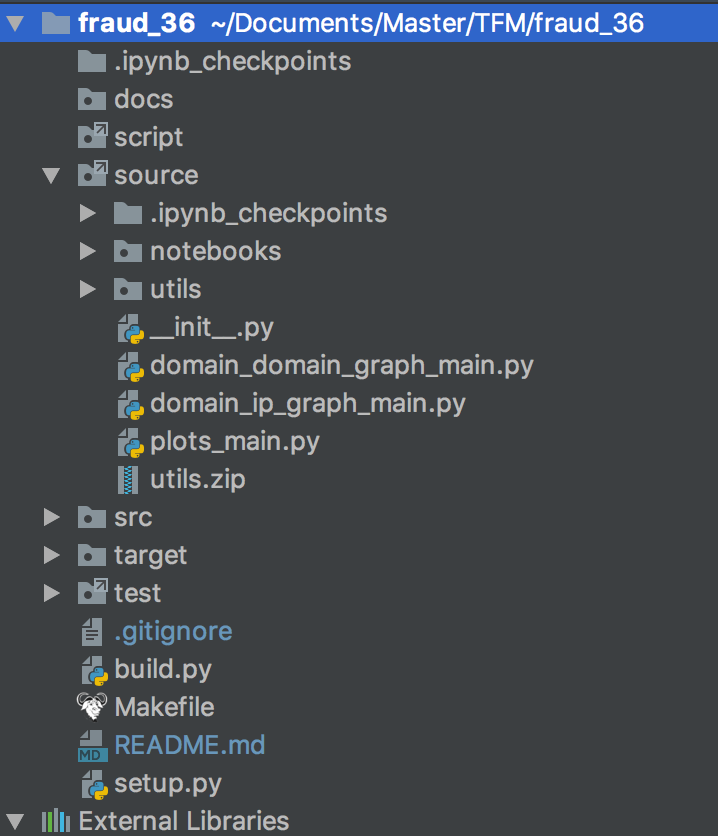 fraud_36 ~/Documents/Master/TFM/fraud_36
.ipynb_checkpoints
docs
script
source
.ipynb_checkpoints
notebooks
utils
__init__.py
domain_domain_graph_main.py
domain_ip_graph_main.py
plots_main.py
utils.zip
src
target
test
.gitignore
build.py
Makefile
MD README.md
setup.py
External Libraries